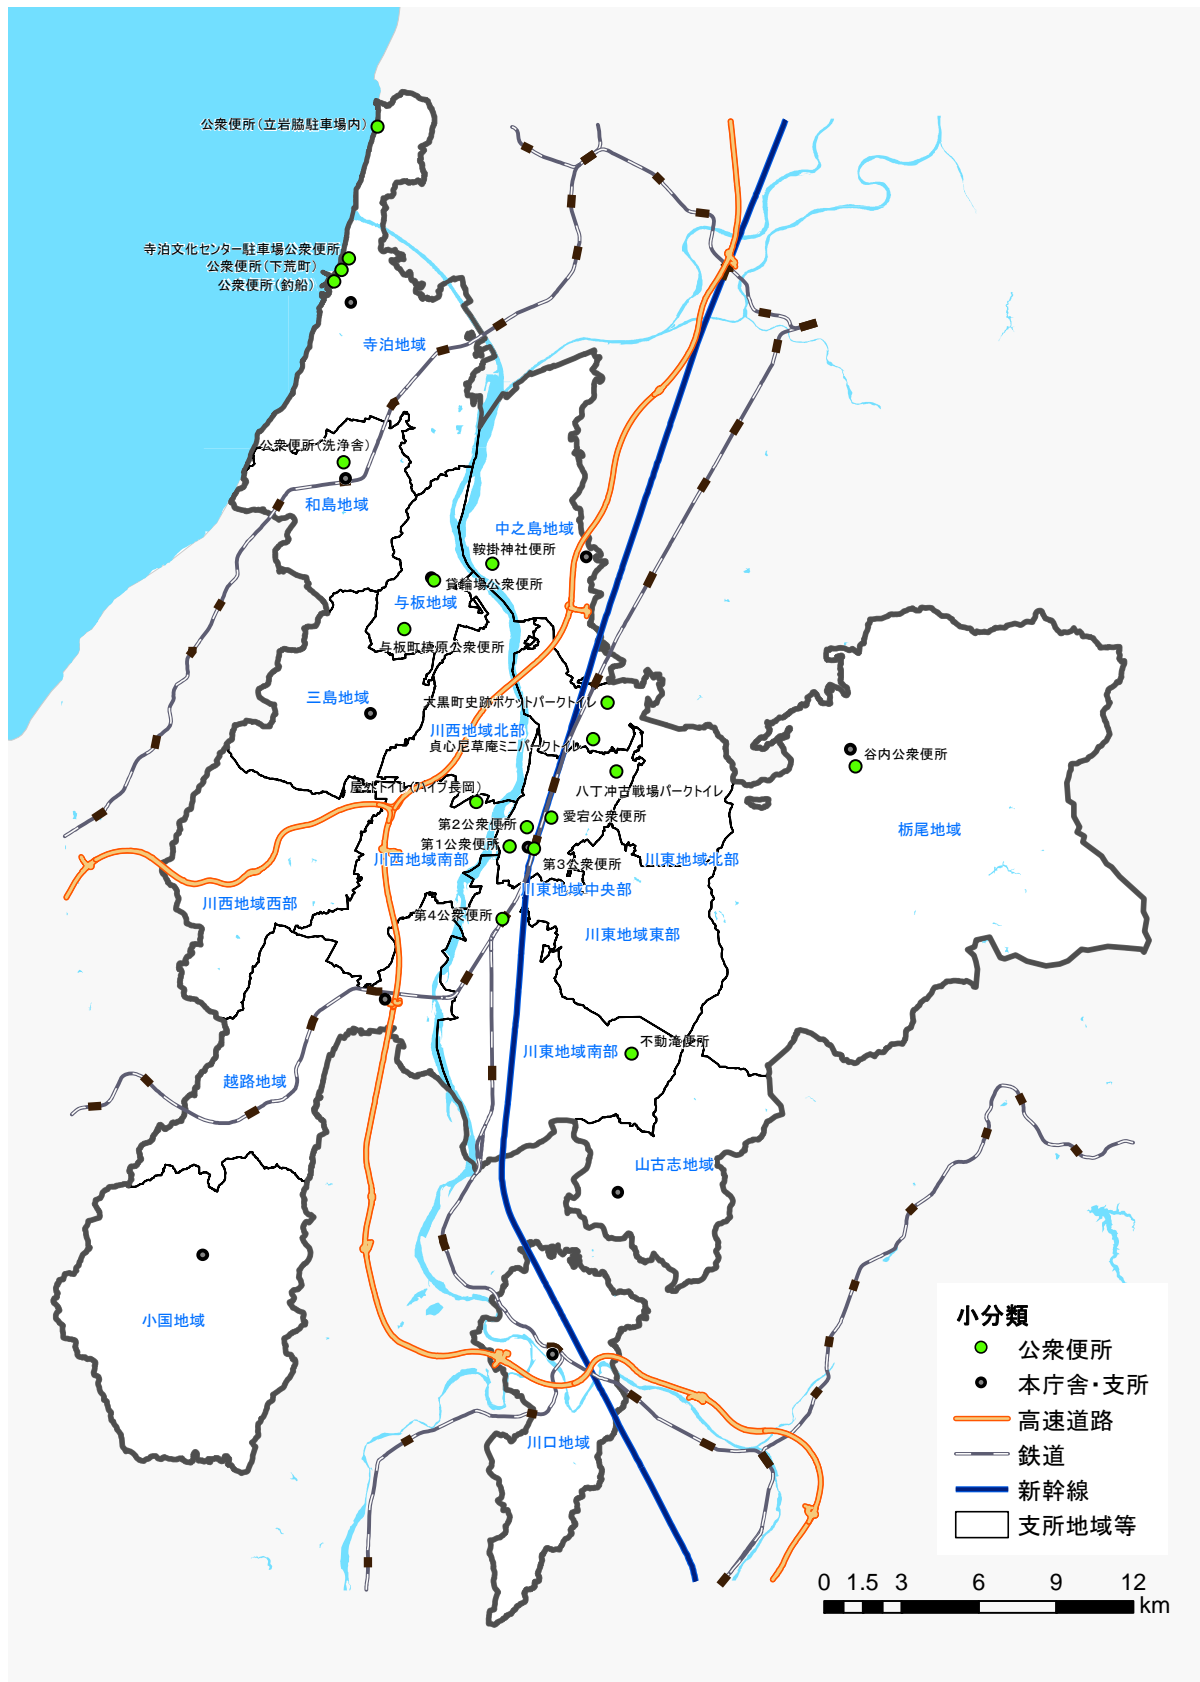 公衆便所(立岩脇駐車場内)
寺泊文化センター駐車場公衆便所
公衆便所(下荒町)
公衆便所(釣船)
寺泊地域
公衆便所(洗浄舎)
和島地域
中之島地域
鞍掛神社便所
貸輪場公衆便所
与板地域
与板町槙原公衆便所
三島地域
大黒町史跡ポケットパークトイレ
川西地域北部
貞心尼草庵ミニパークトイレ
谷内公衆便所
屋外トイレ(ハイブ長岡)
八丁沖古戦場パークトイレ
愛宕公衆便所
第2公衆便所
栃尾地域
第1公衆便所
川西地域南部
第3公衆便所
川東地域北部
川東地域中央部
川西地域西部
第4公衆便所
川東地域東部
不動滝便所
川東地域南部
越路地域
山古志地域
小国地域
川口地域
小分類
公衆便所
本庁舎・支所
高速道路
鉄道
新幹線
支所地域等
0 1.5 3 6 9 12
km